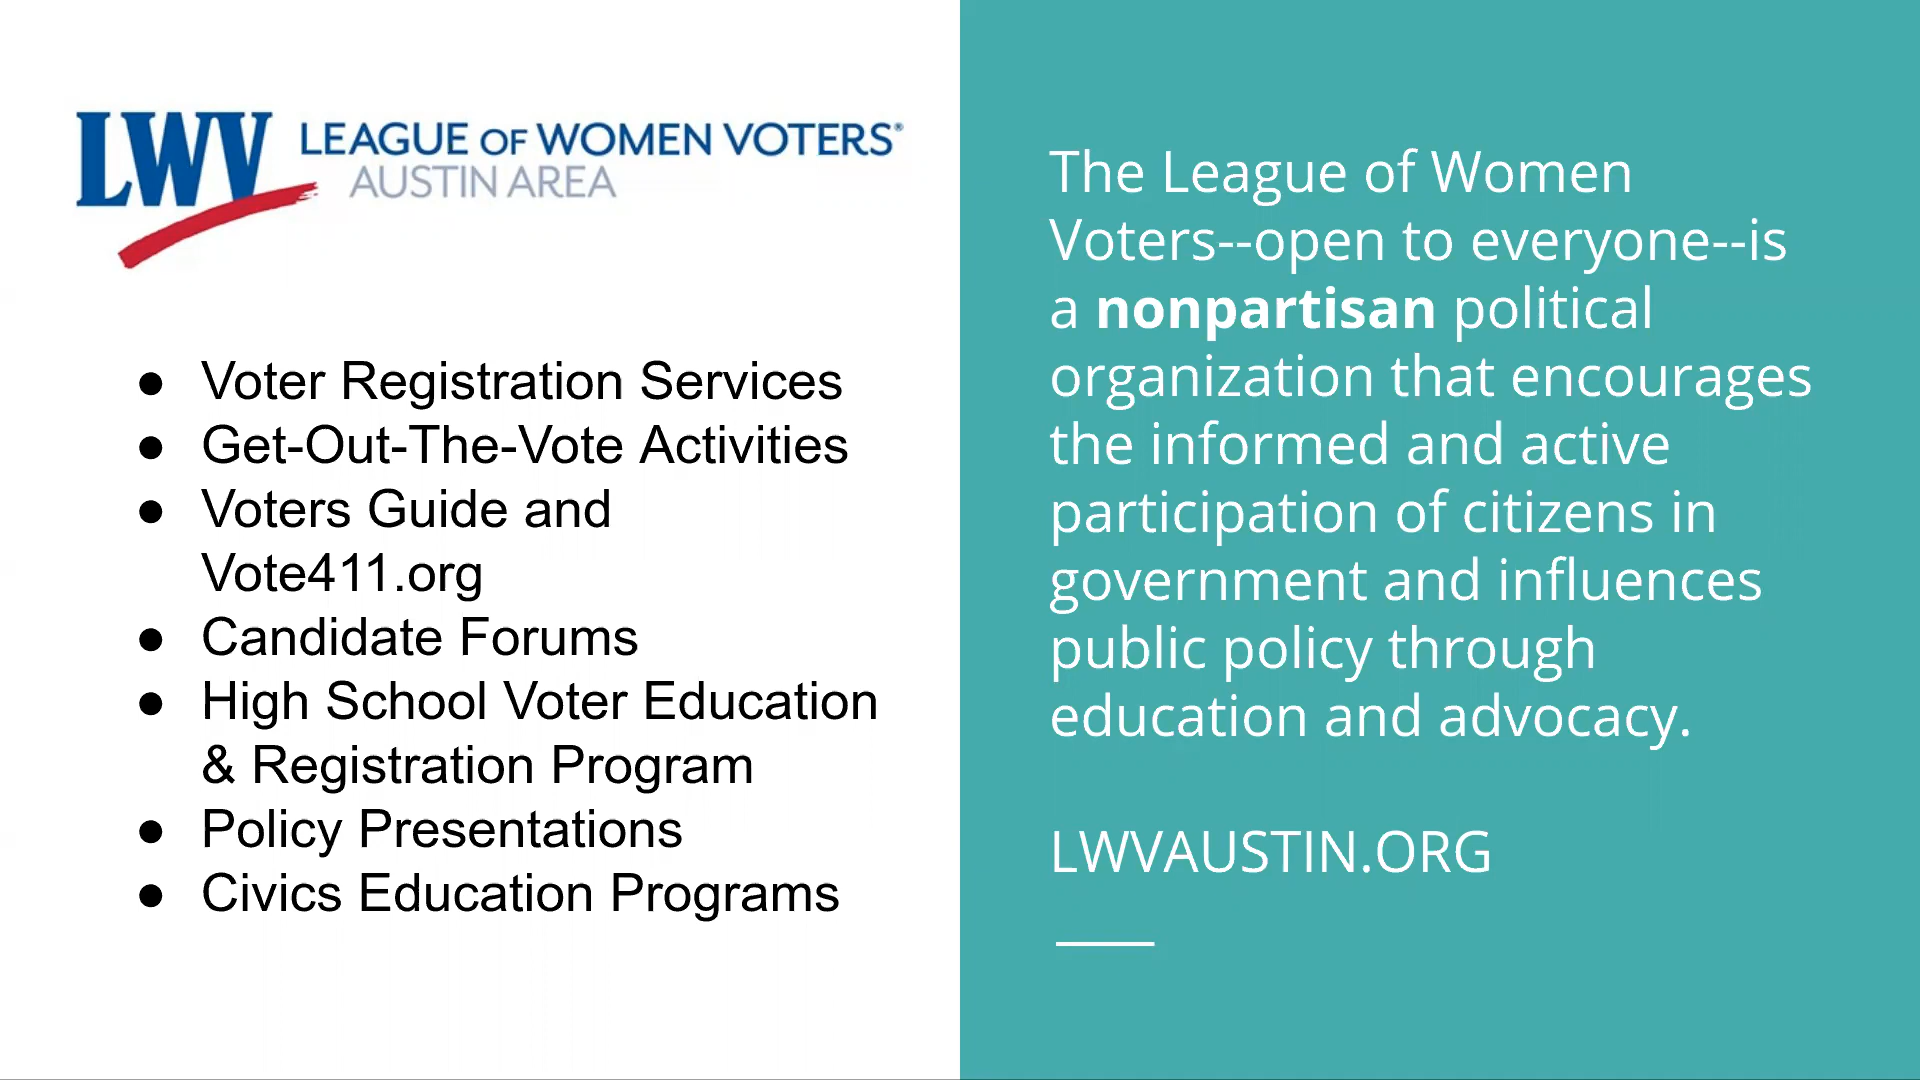 LWV LEAGUE OF WOMEN VOTERS®
AUSTIN AREA
● Voter Registration Services
● Get-Out-The-Vote Activities
● Voters Guide and
Vote411.org
● Candidate Forums
● High School Voter Education
& Registration Program
● Policy Presentations
● Civics Education Programs
The League of Women
Voters--open to everyone--is
a nonpartisan political
organization that encourages
the informed and active
participation of citizens in
government and influences
public policy through
education and advocacy.
LWVAUSTIN.ORG